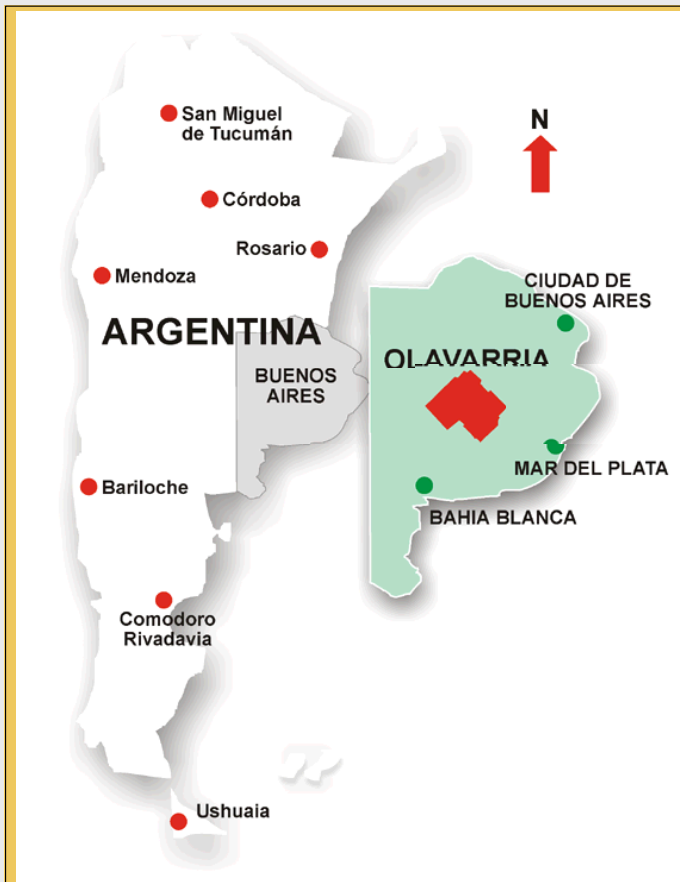 San Miguel
de Tucumán
N
Córdoba
Rosario
Mendoza
CIUDAD DE
BUENOS AIRES
ARGENTINA
OLAVARRIA
BUENOS
AIRES
MAR DEL PLATA
Bariloche
BAHIA BLANCA
Comodoro
Rivadavia
Ushuaia